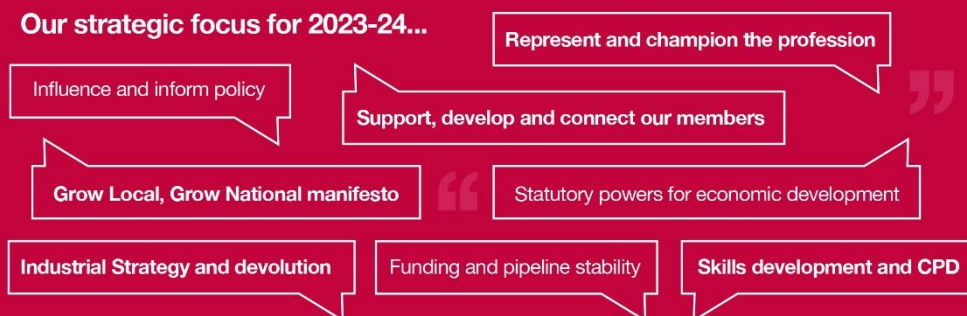 Our strategic focus for 2023-24...
Represent and champion the profession
Influence and inform policy
Support, develop and connect our members
Grow Local, Grow National manifesto
Statutory powers for economic development
Industrial Strategy and devolution
Funding and pipeline stability
Skills development and CPD